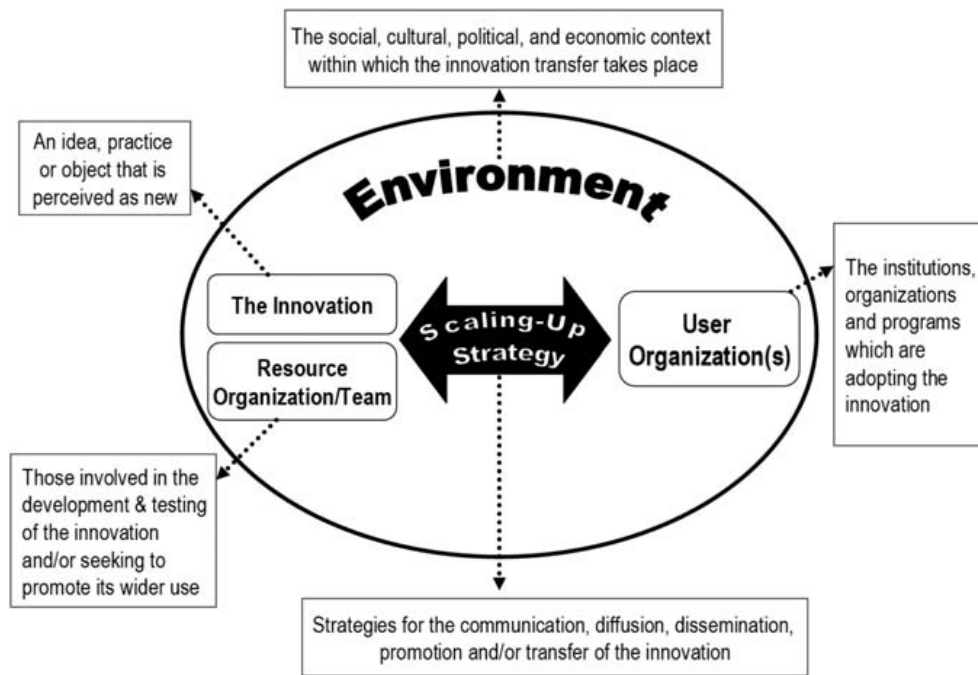 The social, cultural, political, and economic context
within which the innovation transfer takes place
An idea, practice
or object that is
perceived as new
Environment
The Innovation
Resource
Organization/Team
Scaling-Up
Strategy
User
Organization(s)
The institutions,
organizations
and programs
which are
adopting the
innovation
Those involved in the
development & testing
of the innovation
and/or seeking to
promote its wider use
Strategies for the communication, diffusion, dissemination,
promotion and/or transfer of the innovation